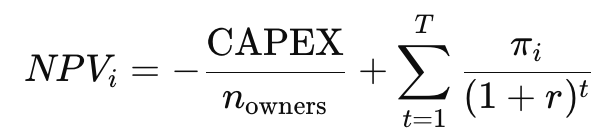 $$NPV_i = -\frac{\text{CAPEX}}{n_{\text{owners}}} + \sum_{t=1}^{T} \frac{\pi_i}{(1+r)^t}$$